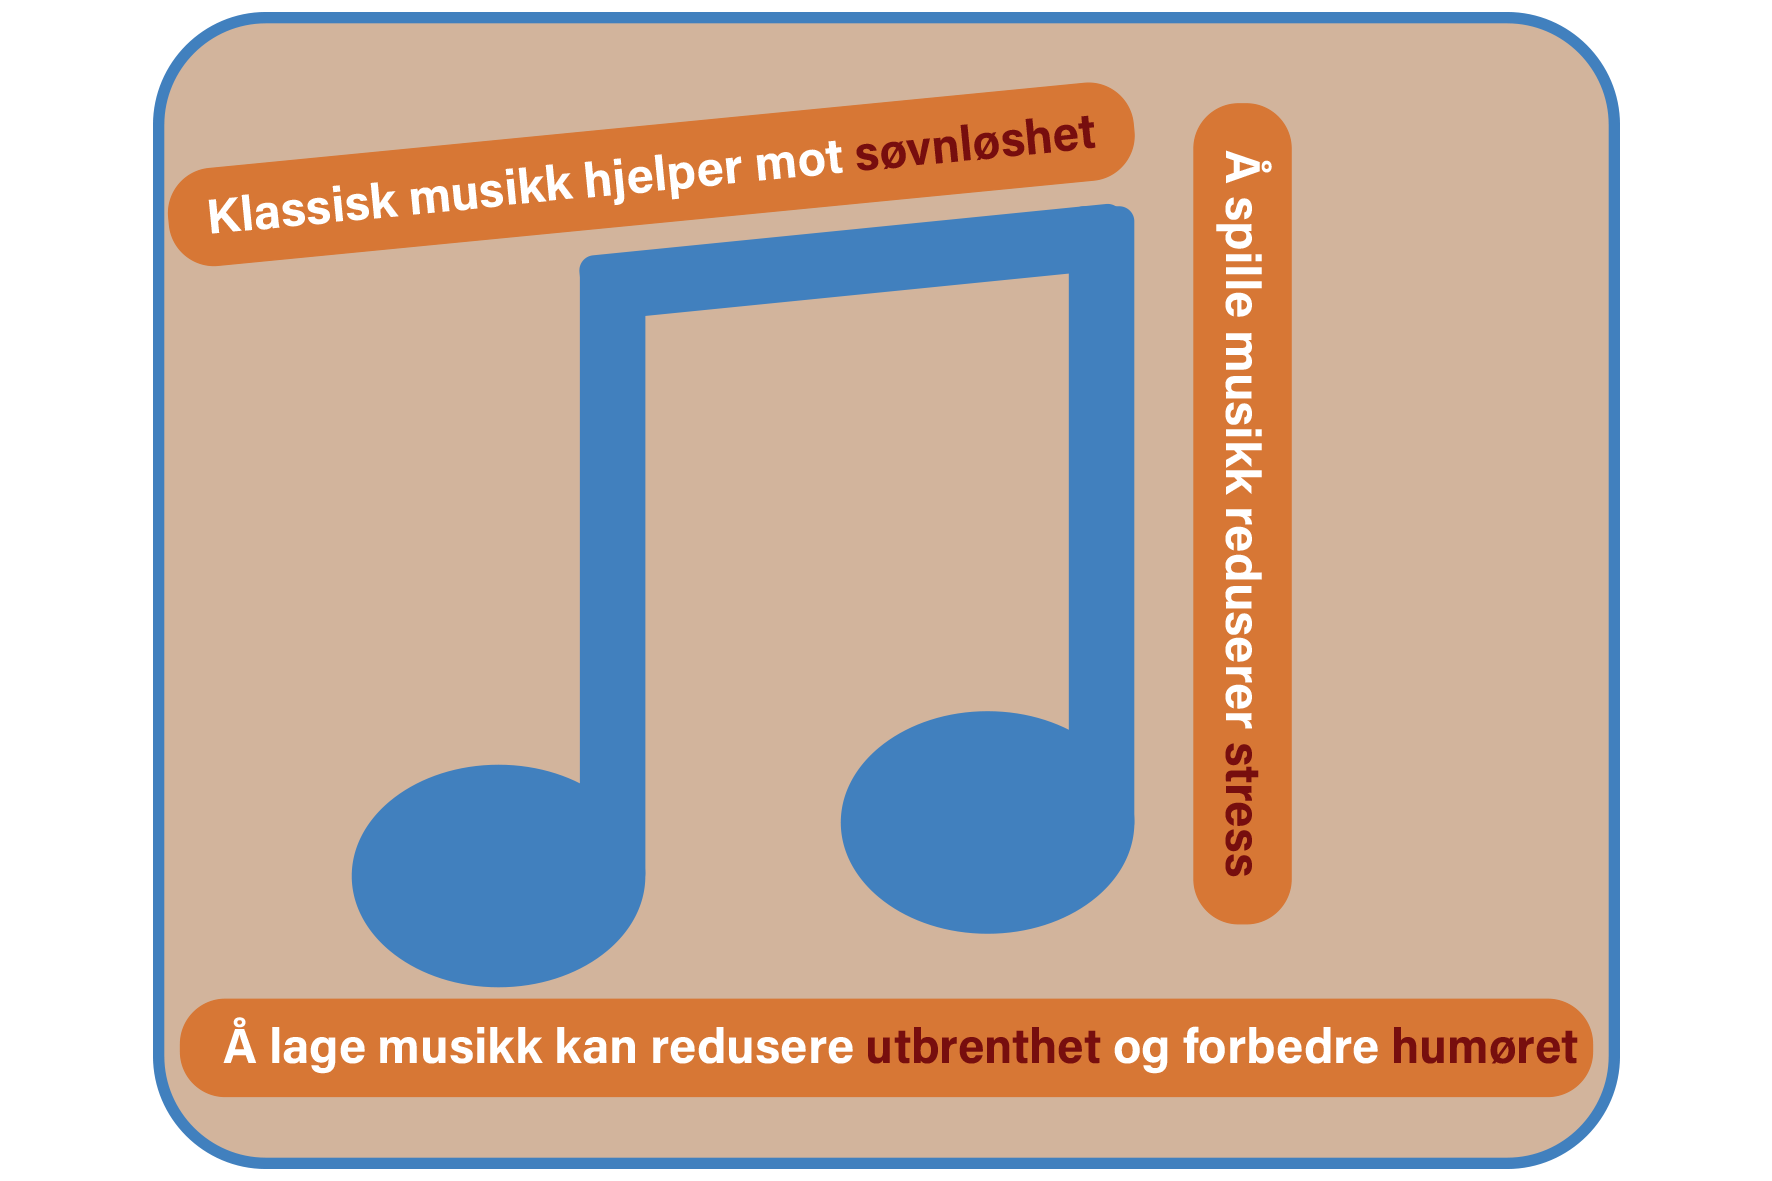 Klassisk musikk hjelper mot søvnløshet
Å spille musikk reduserer stress
Å lage musikk kan redusere utbrenthet og forbedre humøret